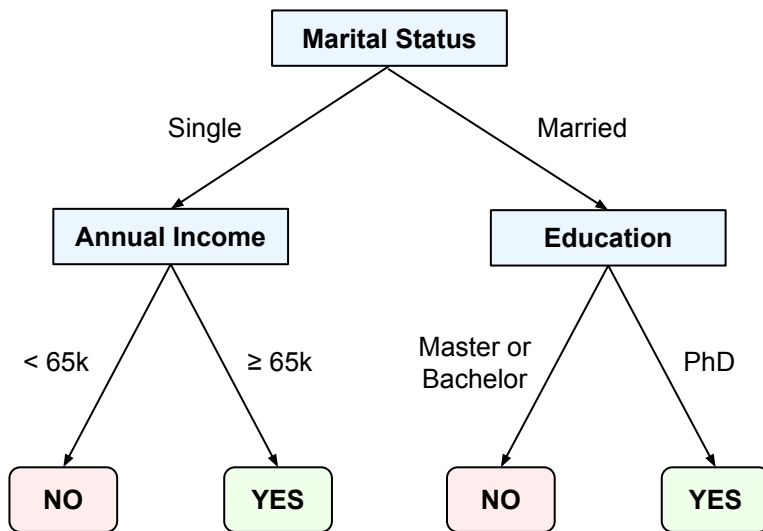 Marital Status
Single
Married
Annual Income
Education
< 65k
≥ 65k
Master or
Bachelor
PhD
NO
YES
NO
YES